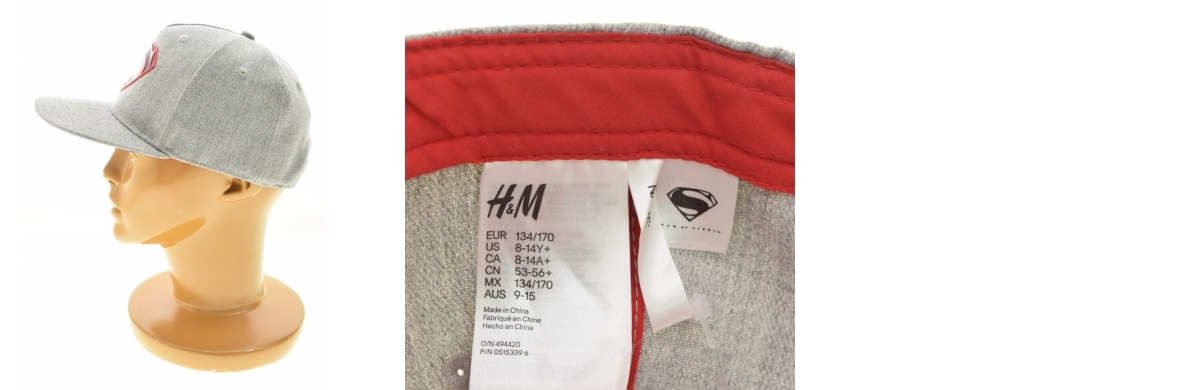 H&M
EUR 134/170
US 8-14Y+
CA 8-14A+
CN 53-56+
MX 134/170
AUS 9-15
Made in China
Fabriqué en Chine
Hecho en China
O/N 494420
P/N 0515339 6